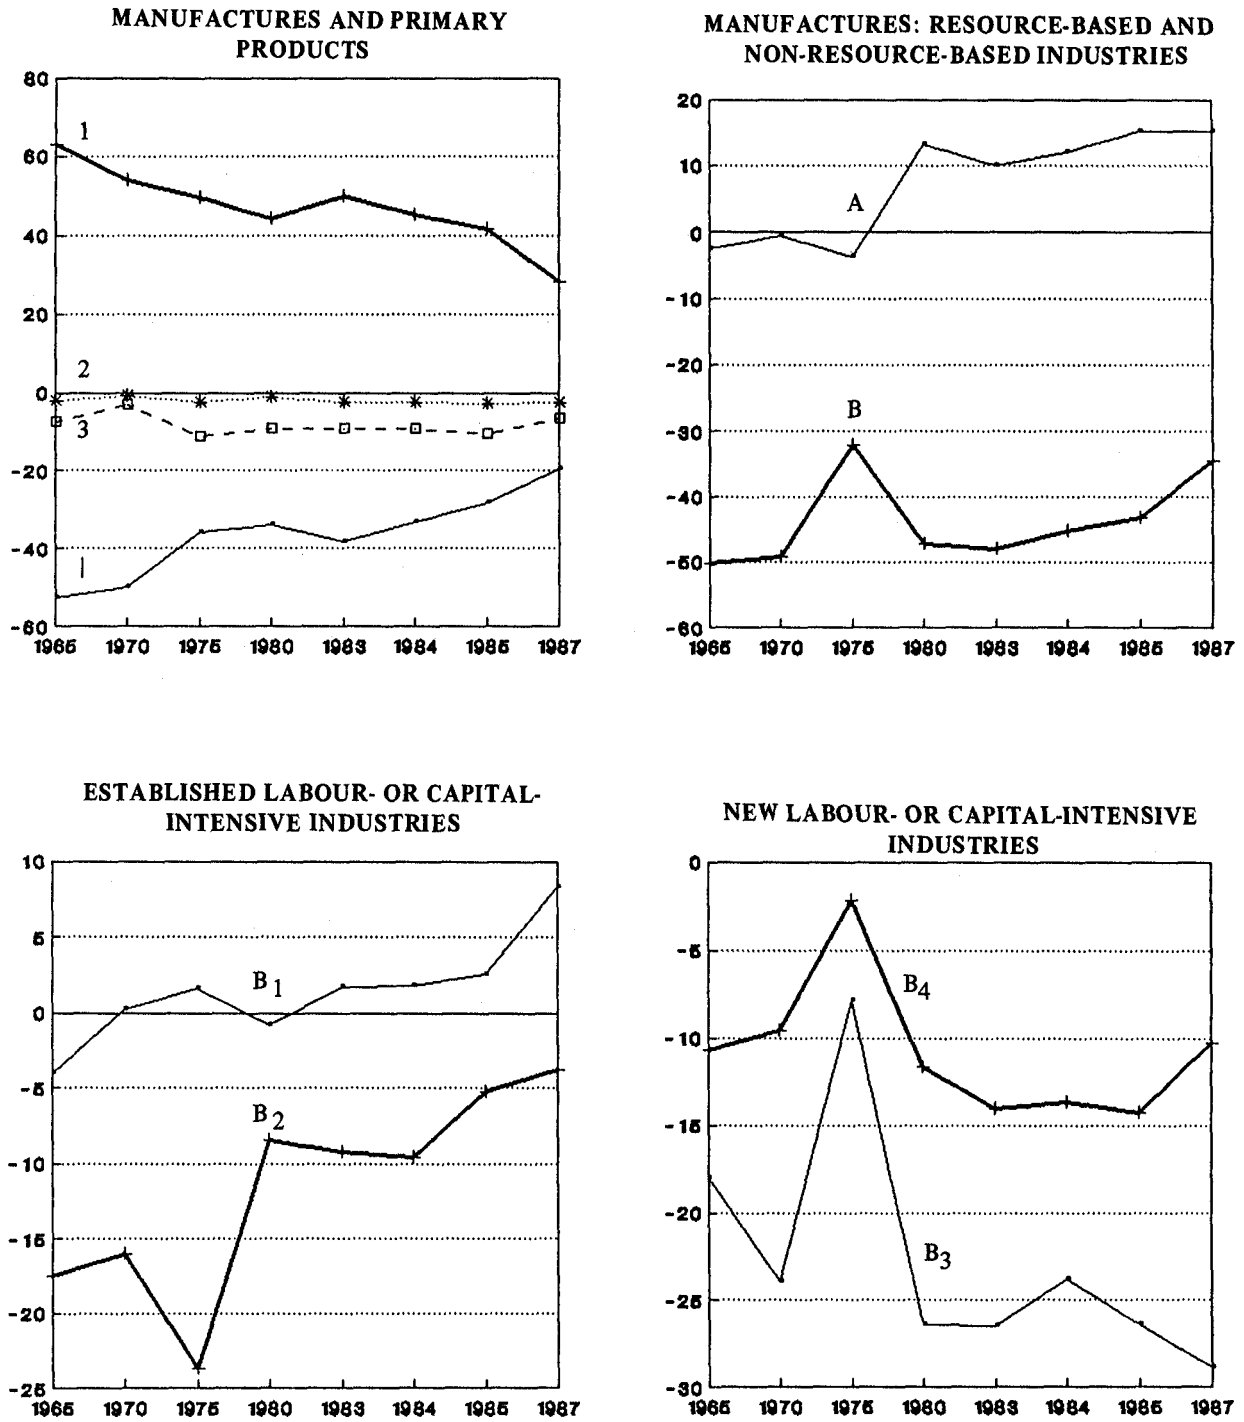 MANUFACTURES AND PRIMARY
PRODUCTS
80
60
40
20
0
-20
-40
-60
1
2
3
I
1965 1970 1975 1980 1983 1984 1985 1987
MANUFACTURES: RESOURCE-BASED AND
NON-RESOURCE-BASED INDUSTRIES
20
10
0
-10
-20
-30
-40
-50
-60
A
B
1965 1970 1975 1980 1983 1984 1985 1987
ESTABLISHED LABOUR- OR CAPITAL-
INTENSIVE INDUSTRIES
10
5
0
-5
-10
-15
-20
-25
B1
B2
1965 1970 1975 1980 1983 1984 1985 1987
NEW LABOUR- OR CAPITAL-INTENSIVE
INDUSTRIES
0
-5
-10
-15
-20
-25
-30
B4
B3
1965 1970 1975 1980 1983 1984 1985 1987